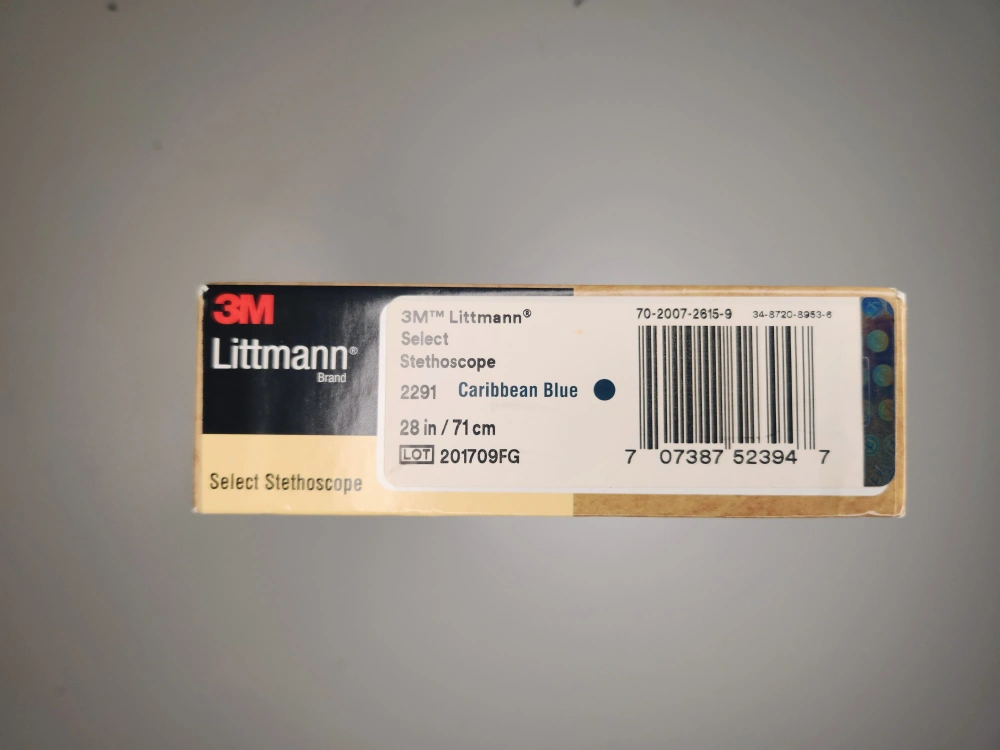 3M
Littmann®
Brand
Select Stethoscope
3M™ Littmann®
Select
Stethoscope
2291 Caribbean Blue
28 in / 71 cm
LOT 201709FG
70-2007-2615-9 34-8720-8953-6
7 07387 52394 7